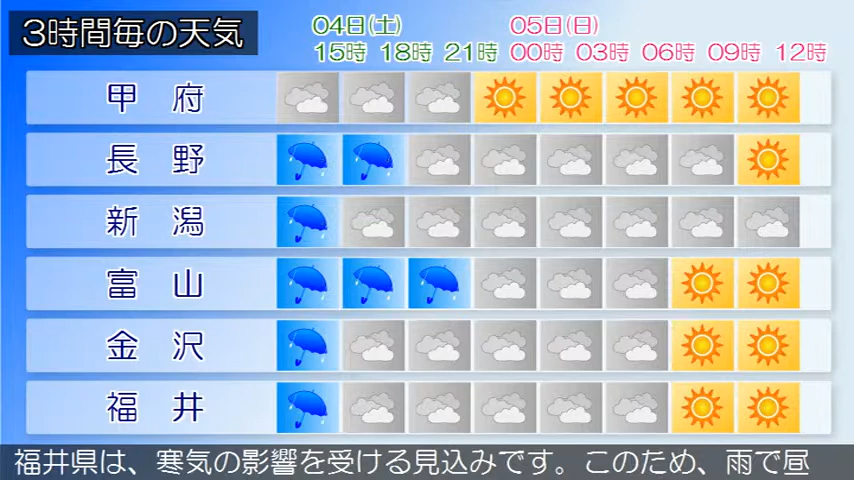 3時間毎の天気
04日(土) 05日(日)
15時 18時 21時 00時 03時 06時 09時 12時
甲府
長野
新潟
富山
金沢
福井
福井県は、寒気の影響を受ける見込みです。このため、雨で昼